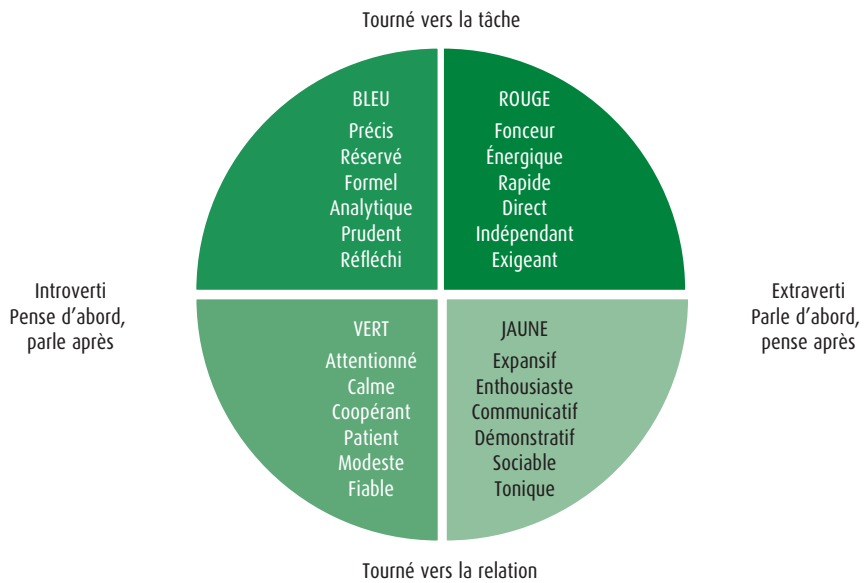 Tourné vers la tâche
BLEU
Précis
Réservé
Formel
Analytique
Prudent
Réfléchi
ROUGE
Fonceur
Énergique
Rapide
Direct
Indépendant
Exigeant
Introverti
Pense d’abord,
parle après
Extraverti
Parle d’abord,
pense après
VERT
Attentionné
Calme
Coopérant
Patient
Modeste
Fiable
JAUNE
Expansif
Enthousiaste
Communicatif
Démonstratif
Sociable
Tonique
Tourné vers la relation